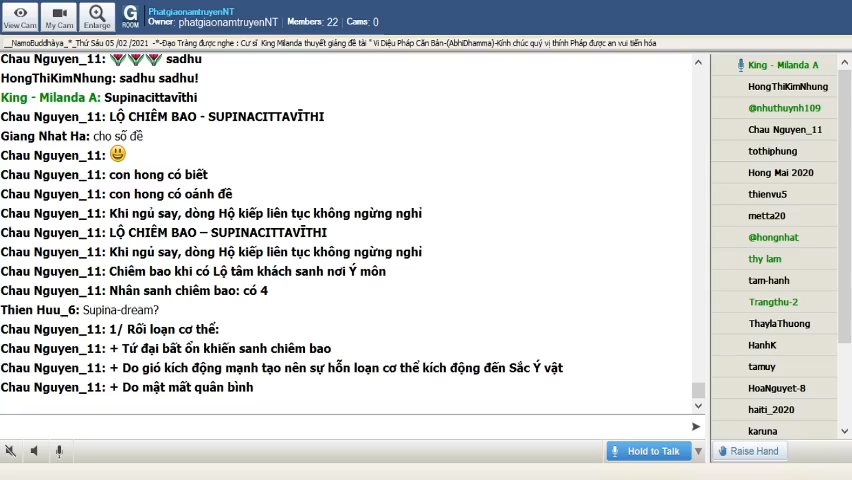 View Cam
My Cam
Enlarge
G
ROOM
PhatgiaonamtruyenNT
Owner: phatgiaonamtruyenNT Members: 22 Cams: 0
__NamoBuddhàya_*_Thứ Sáu 05 /02 /2021 -*-Đạo Tràng được nghe : Cư sĩ King Milanda thuyết giảng đề tài " Vi Diệu Pháp Căn Bản-(AbhiDhamma)-Kính chúc quý vị thính Pháp được an vui tiến hóa
Chau Nguyen_11: sadhu
HongThiKimNhung: sadhu sadhu!
King - Milanda A: Supinacittavīthi
Chau Nguyen_11: LỘ CHIÊM BAO - SUPINACITTAVĪTHI
Giang Nhat Ha: cho số đề
Chau Nguyen_11:
Chau Nguyen_11: con hong có biết
Chau Nguyen_11: con hong có oánh đề
Chau Nguyen_11: Khi ngủ say, dòng Hộ kiếp liên tục không ngừng nghỉ
Chau Nguyen_11: LỘ CHIÊM BAO – SUPINACITTAVĪTHI
Chau Nguyen_11: Khi ngủ say, dòng Hộ kiếp liên tục không ngừng nghỉ
Chau Nguyen_11: Chiêm bao khi có Lộ tâm khách sanh nơi Ý môn
Chau Nguyen_11: Nhân sanh chiêm bao: có 4
Thien Huu_6: Supina-dream?
Chau Nguyen_11: 1/ Rối loạn cơ thể:
Chau Nguyen_11: + Tứ đại bất ổn khiến sanh chiêm bao
Chau Nguyen_11: + Do gió kích động mạnh tạo nên sự hỗn loạn cơ thể kích động đến Sắc Ý vật
Chau Nguyen_11: + Do mật mất quân bình
Hold to Talk
King - Milanda A
HongThiKimNhung
@nhuthuynh109
Chau Nguyen_11
tothiphung
Hong Mai 2020
thienvu5
metta20
@hongnhat
thy lam
tam-hanh
Trangthu-2
ThaylaThuong
HanhK
tamuy
HoaNguyet-8
haiti_2020
karuna
Raise Hand